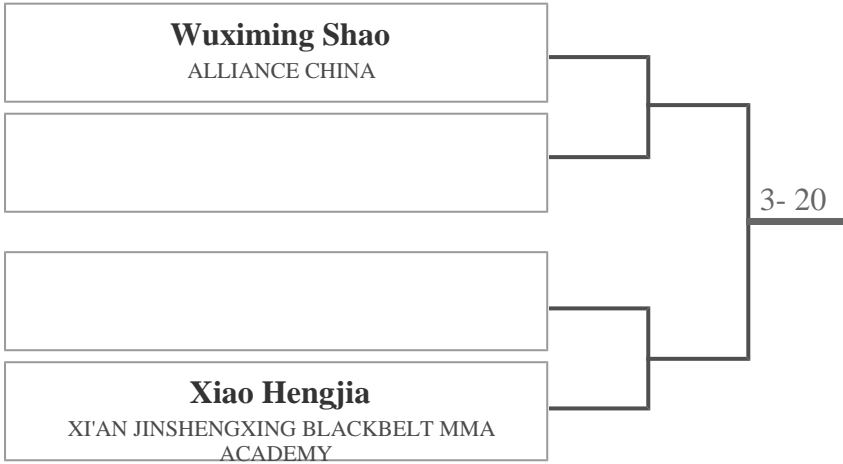 Wuximing Shao
ALLIANCE CHINA
3- 20
Xiao Hengjia
XI'AN JINSHENGXING BLACKBELT MMA
ACADEMY